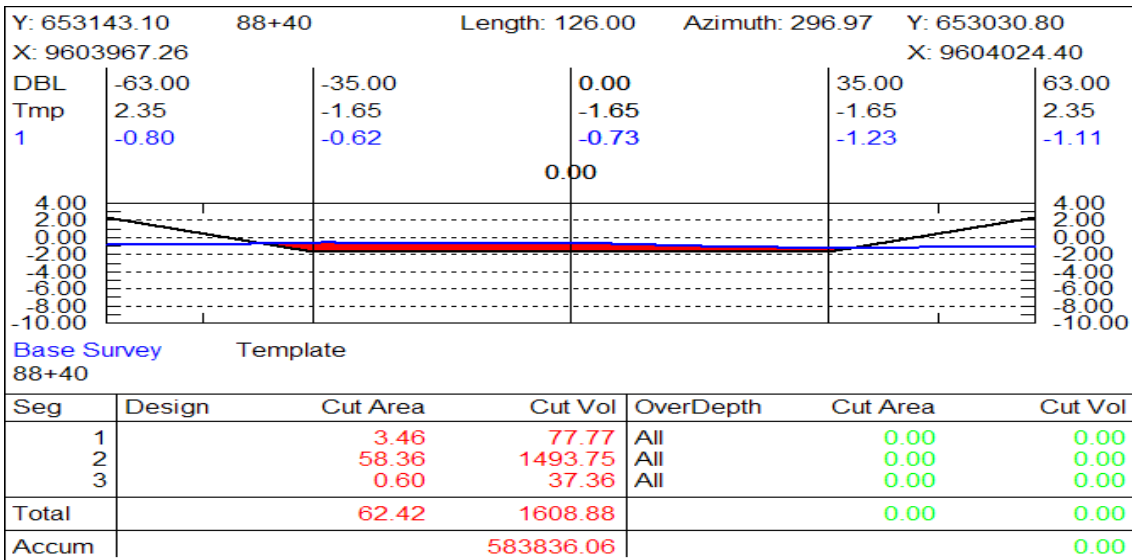 Y: 653143.10 88+40 Length: 126.00 Azimuth: 296.97 Y: 653030.80
X: 9603967.26 X: 9604024.40
DBL -63.00 -35.00 0.00 35.00 63.00
Tmp 2.35 -1.65 -1.65 -1.65 2.35
1 -0.80 -0.62 -0.73 -1.23 -1.11
0.00
4.00 4.00
2.00 2.00
0.00 0.00
-2.00 -2.00
-4.00 -4.00
-6.00 -6.00
-8.00 -8.00
-10.00 -10.00
Base Survey Template
88+40
Seg Design Cut Area Cut Vol OverDepth Cut Area Cut Vol
1 3.46 77.77 All 0.00 0.00
2 58.36 1493.75 All 0.00 0.00
3 0.60 37.36 All 0.00 0.00
Total 62.42 1608.88 0.00 0.00
Accum 583836.06 0.00